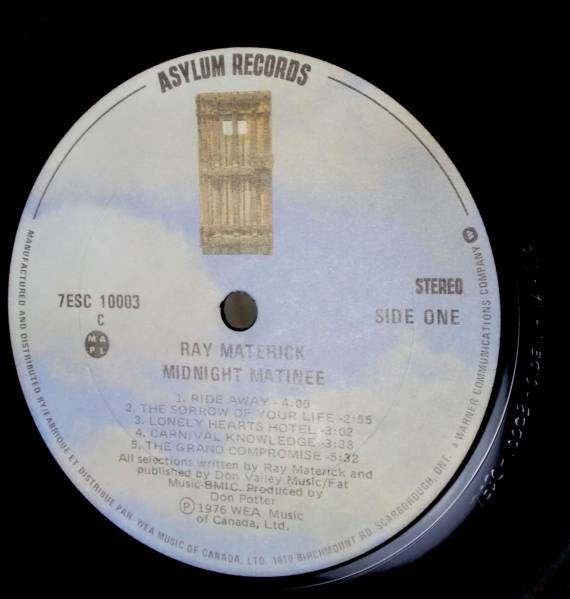 ASYLUM RECORDS
STEREO
7ESC 10003
SIDE ONE
C
M A
P L
RAY MATERICK
MIDNIGHT MATINEE
1. RIDE AWAY - 4:00
2. THE SORROW OF YOUR LIFE -2:55
3. LONELY HEARTS HOTEL -3:02
4. CARNIVAL KNOWLEDGE -3:38
5. THE GRAND COMPROMISE -5:32
All selections written by Ray Materick and
published by Don Valley Music/Fat
Music-BMIC. Produced by
Don Potter
Ⓟ 1976 WEA Music
of Canada, Ltd.
MANUFACTURED AND DISTRIBUTED BY/FABRIQUE ET DISTRIBUE PAR WEA MUSIC OF CANADA, LTD. 1810 BIRCHMOUNT RD. SCARBOROUGH, ONT. • WARNER COMMUNICATIONS COMPANY